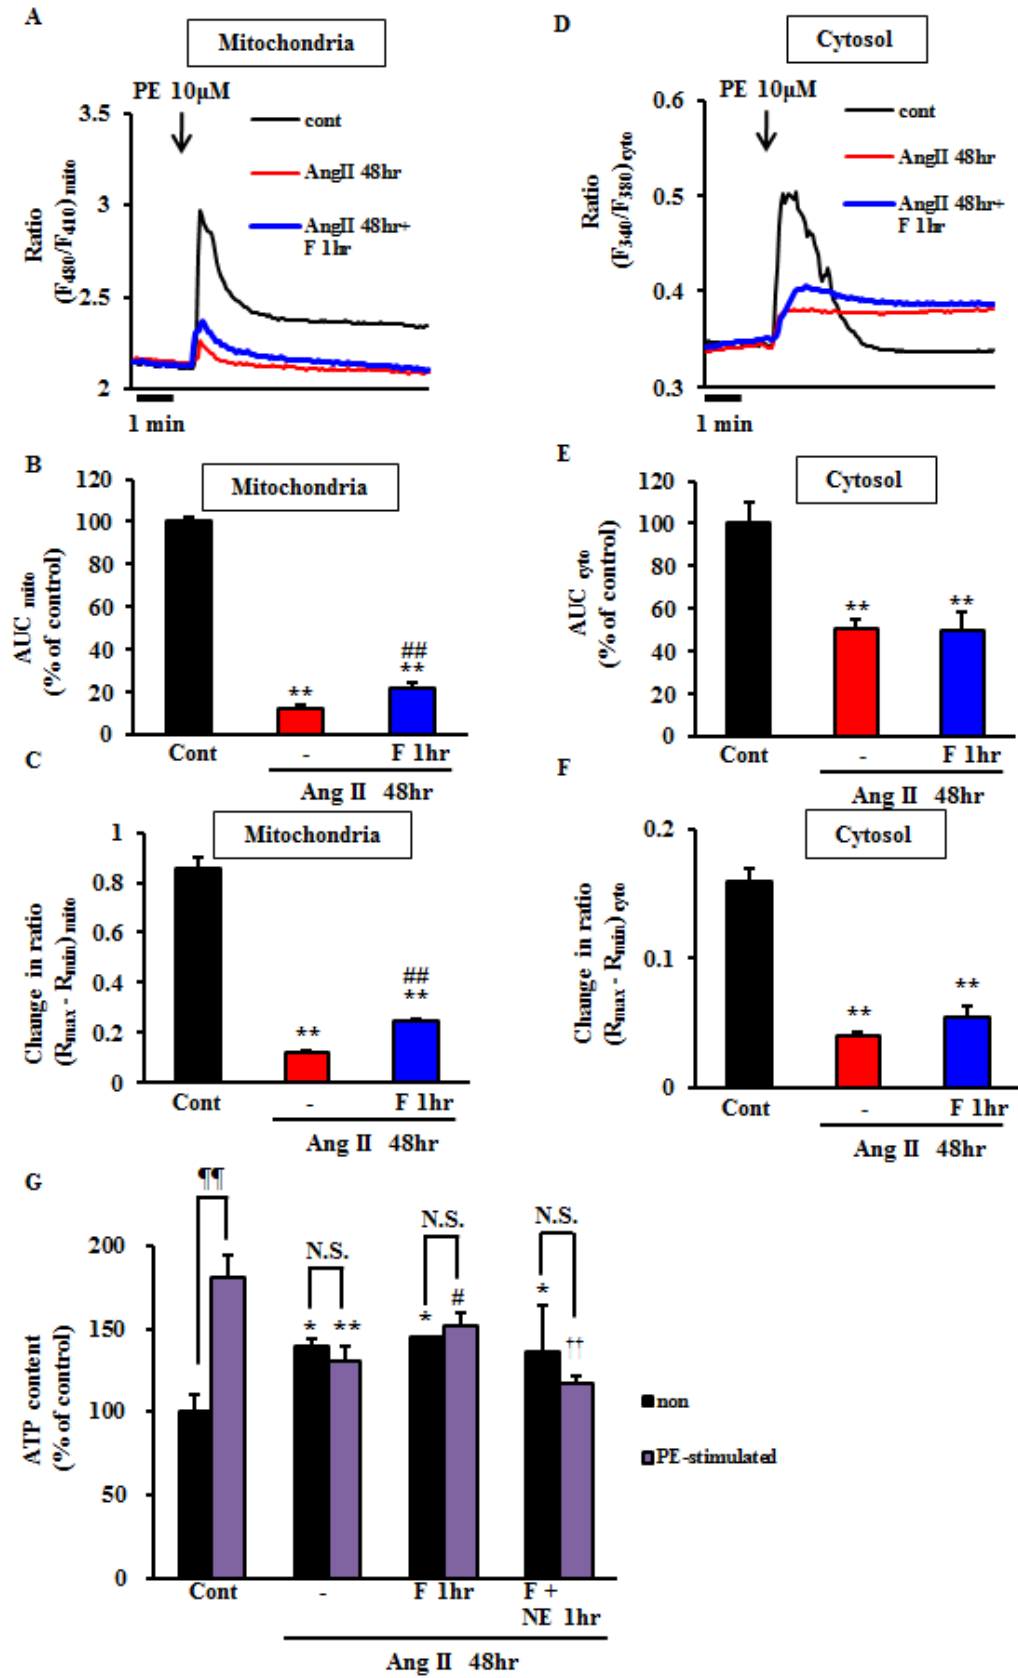 A
Mitochondria
PE 10μM
3.5
3
2.5
2
Ratio
(F480/F410) mito
cont
AngII 48hr
AngII 48hr+
F 1hr
1 min
D
Cytosol
PE 10μM
0.6
0.5
0.4
0.3
Ratio
(F340/F380) cyto
cont
AngII 48hr
AngII 48hr+
F 1hr
1 min
B
Mitochondria
120
100
80
60
40
20
0
AUC mito
(% of control)
**
##
**
Cont
-
F 1hr
Ang II 48hr
E
Cytosol
120
100
80
60
40
20
0
AUC cyto
(% of control)
**
**
Cont
-
F 1hr
Ang II 48hr
C
Mitochondria
1
0.8
0.6
0.4
0.2
0
Change in ratio
(Rmax - Rmin) mito
**
##
**
Cont
-
F 1hr
Ang II 48hr
F
Cytosol
0.2
0.1
0
Change in ratio
(Rmax - Rmin) cyto
**
**
Cont
-
F 1hr
Ang II 48hr
G
¶¶
N.S.
N.S.
N.S.
200
150
100
50
0
ATP content
(% of control)
*
**
*
#
*
††
non
PE-stimulated
Cont
-
F 1hr
F +
NE 1hr
Ang II 48hr